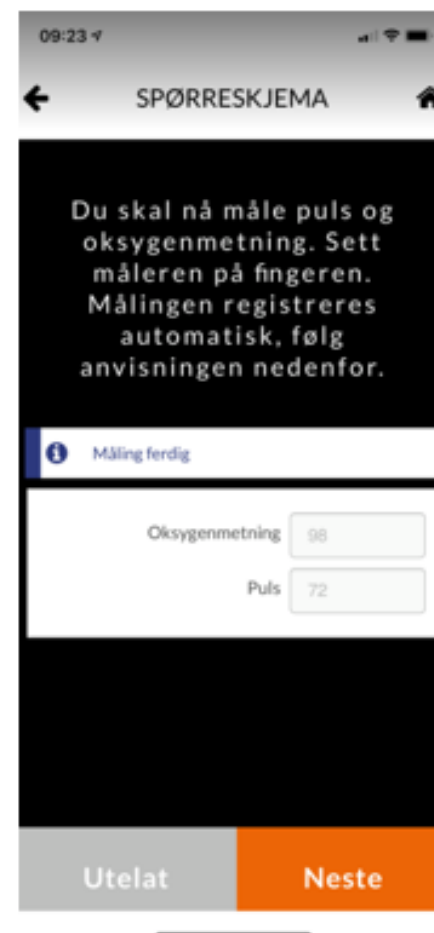 09:23
SPØRRESKJEMA
Du skal nå måle puls og
oksygenmetning. Sett
måleren på fingeren.
Målingen registreres
automatisk, følg
anvisningen nedenfor.
Måling ferdig
Oksygenmetning 98
Puls 72
Utelat Neste